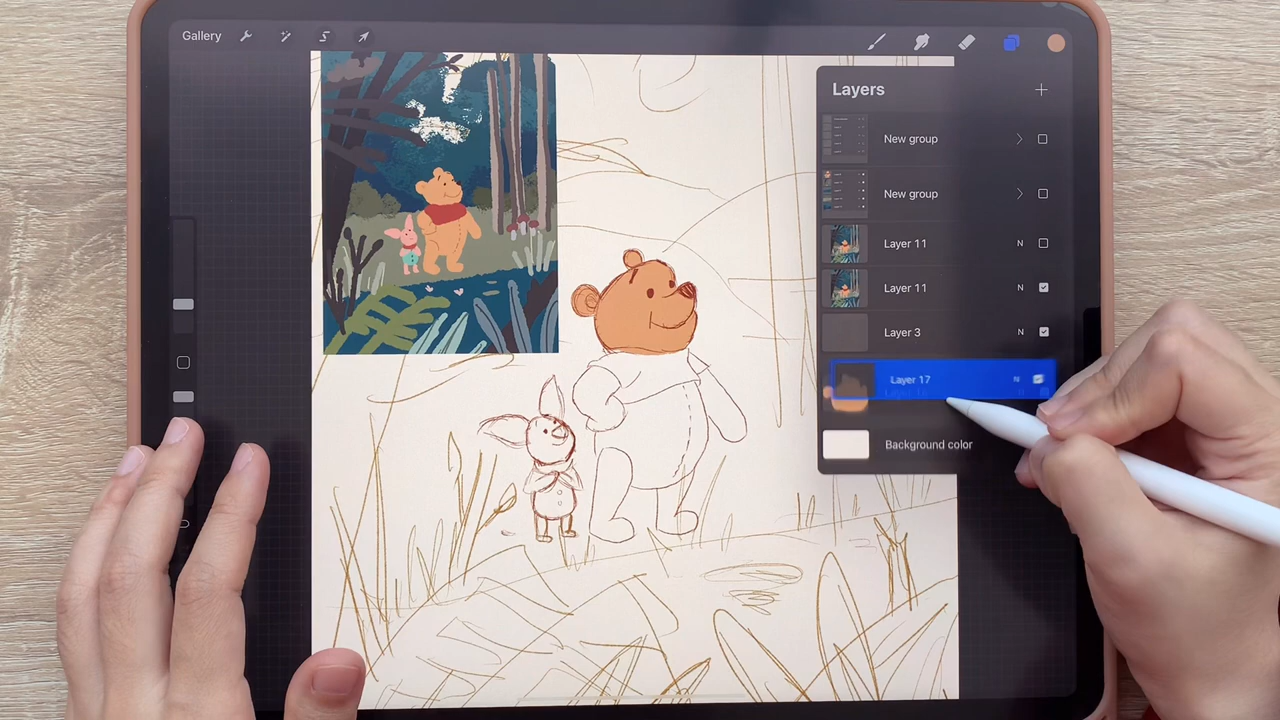 Gallery
Layers
New group
New group
Layer 11 N
Layer 11 N
Layer 3 N
Layer 17 N
Background color